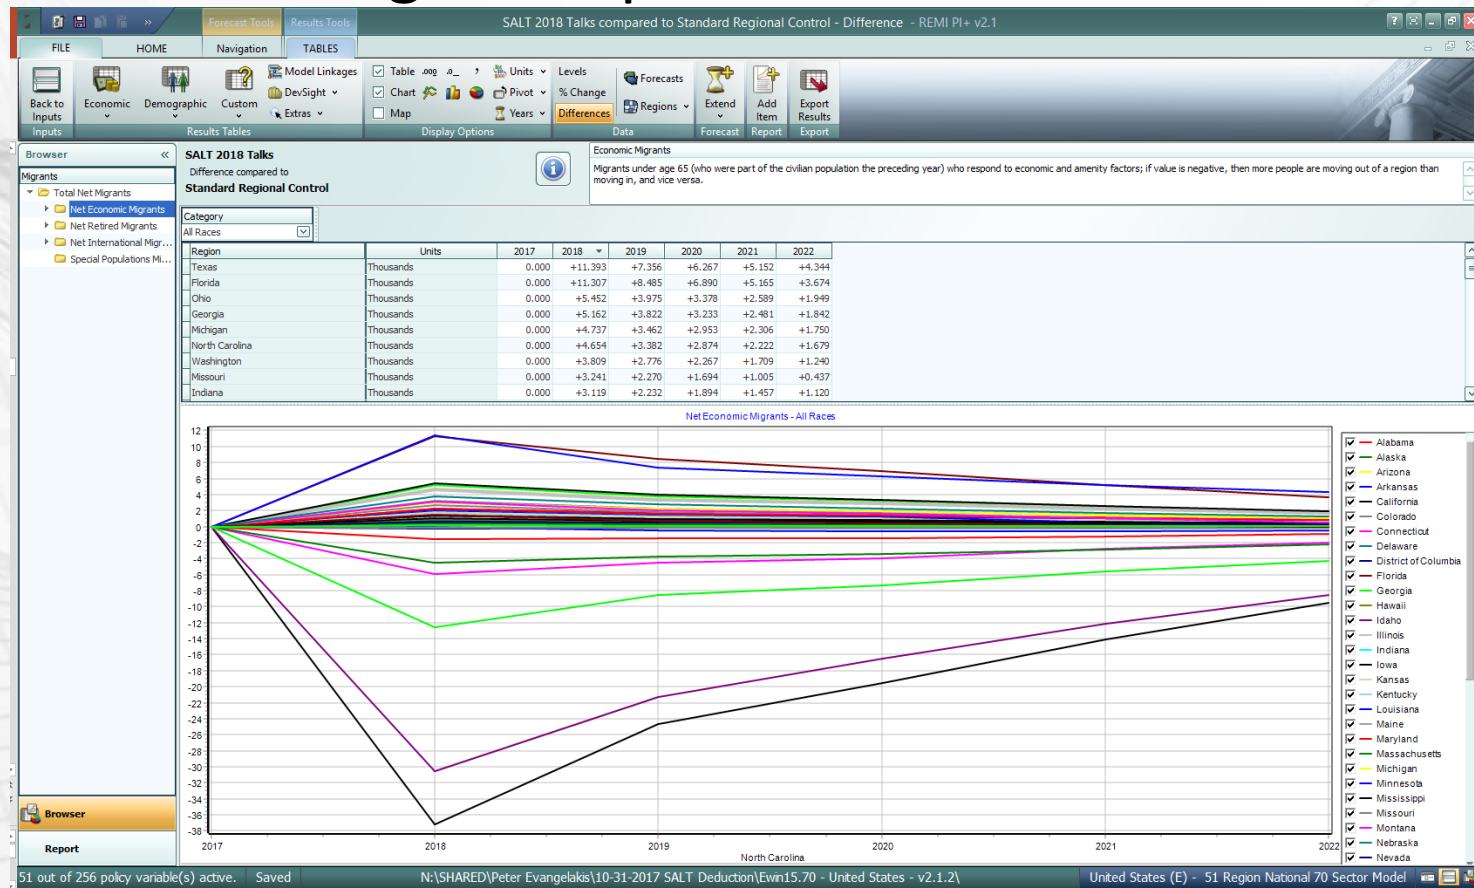 SALT 2018 Talks compared to Standard Regional Control - Difference - REMI PI+ v2.1
Forecast Tools Results Tools
FILE HOME Navigation TABLES
Back to Inputs
Economic
Demographic
Custom
Model Linkages
DevSight
Extras
Table
Chart
Map
Units
Pivot
Years
Levels
% Change
Differences
Forecasts
Regions
Extend
Add Item
Export Results
Inputs Results Tables Display Options Data Forecast Report Export
Browser
Migrants
Total Net Migrants
Net Economic Migrants
Net Retired Migrants
Net International Migr...
Special Populations Mi...
SALT 2018 Talks
Difference compared to
Standard Regional Control
Economic Migrants
Migrants under age 65 (who were part of the civilian population the preceding year) who respond to economic and amenity factors; if value is negative, then more people are moving out of a region than
moving in, and vice versa.
Category
All Races
Region Units 2017 2018 2019 2020 2021 2022
Texas Thousands 0.000 +11.393 +7.356 +6.267 +5.152 +4.344
Florida Thousands 0.000 +11.307 +8.485 +6.890 +5.165 +3.674
Ohio Thousands 0.000 +5.452 +3.975 +3.378 +2.589 +1.949
Georgia Thousands 0.000 +5.162 +3.822 +3.233 +2.481 +1.842
Michigan Thousands 0.000 +4.737 +3.462 +2.953 +2.306 +1.750
North Carolina Thousands 0.000 +4.654 +3.382 +2.874 +2.222 +1.679
Washington Thousands 0.000 +3.809 +2.776 +2.267 +1.709 +1.240
Missouri Thousands 0.000 +3.241 +2.270 +1.694 +1.005 +0.437
Indiana Thousands 0.000 +3.119 +2.232 +1.894 +1.457 +1.120
Net Economic Migrants - All Races
12
10
8
6
4
2
0
-2
-4
-6
-8
-10
-12
-14
-16
-18
-20
-22
-24
-26
-28
-30
-32
-34
-36
-38
2017 2018 2019 2020 2021 2022
North Carolina
Alabama
Alaska
Arizona
Arkansas
California
Colorado
Connecticut
Delaware
District of Columbia
Florida
Georgia
Hawaii
Idaho
Illinois
Indiana
Iowa
Kansas
Kentucky
Louisiana
Maine
Maryland
Massachusetts
Michigan
Minnesota
Mississippi
Missouri
Montana
Nebraska
Nevada
Browser
Report
51 out of 256 policy variable(s) active. Saved N:\SHARED\Peter Evangelakis\10-31-2017 SALT Deduction\Ewin15.70 - United States - v2.1.2\ United States (E) - 51 Region National 70 Sector Model